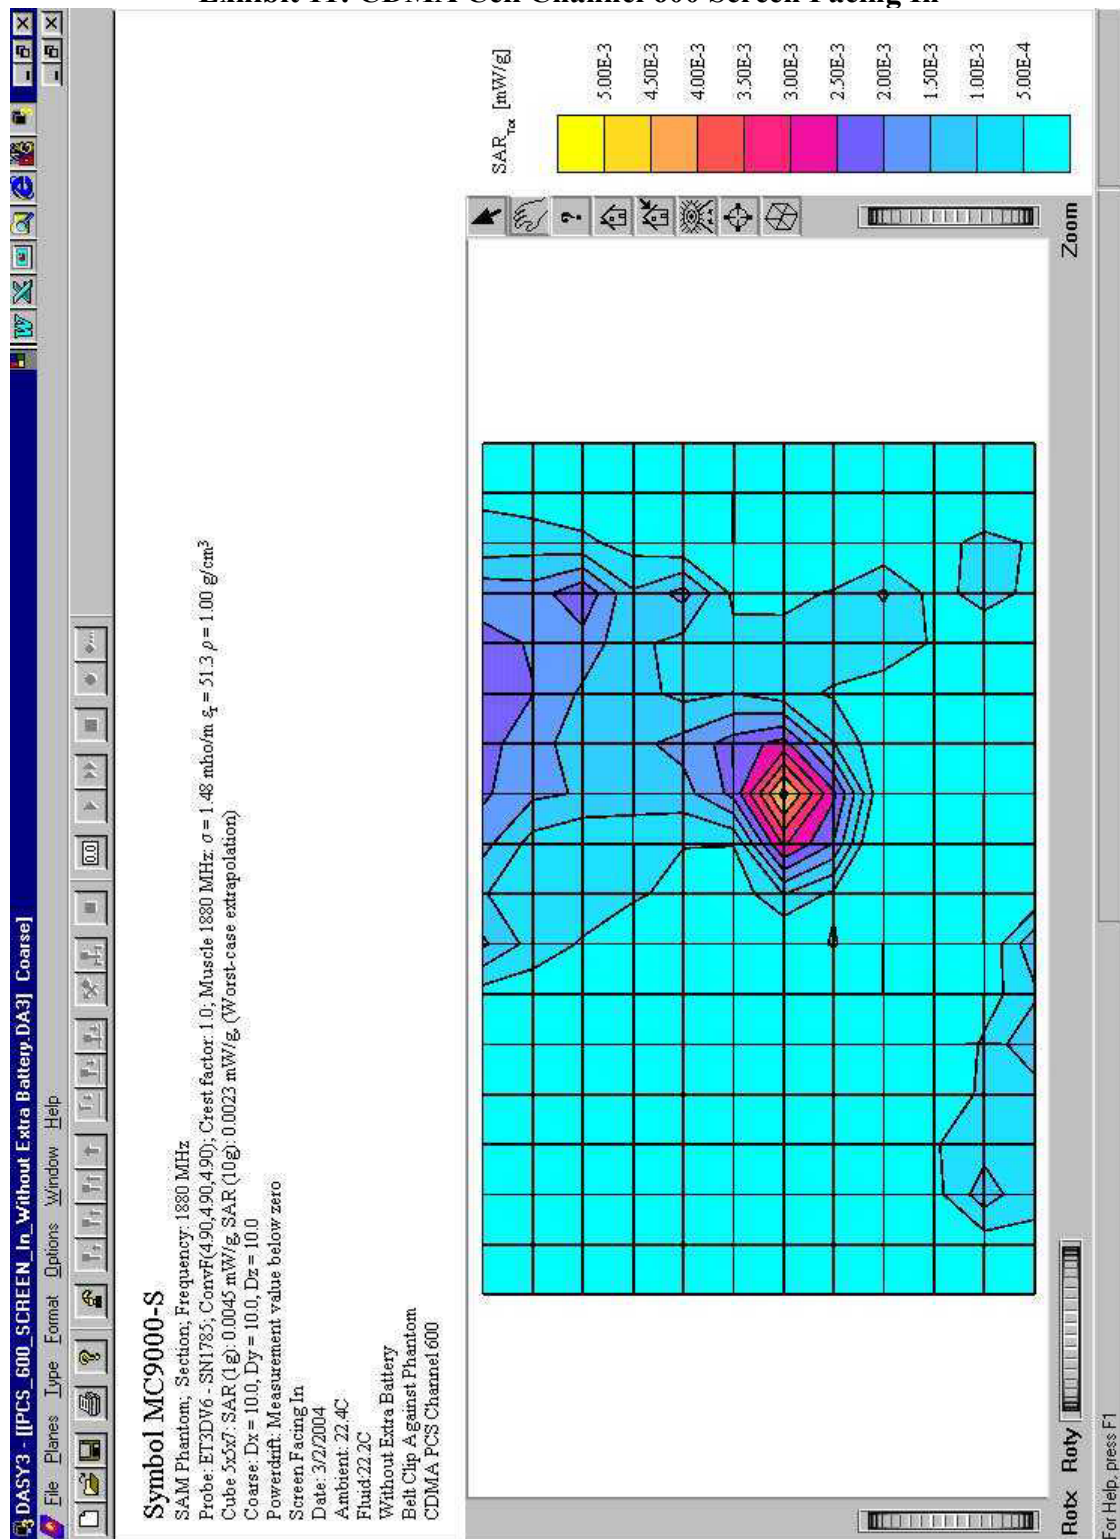 Exhibit 11: CDMA Cell Channel 600 Screen Facing In
DASY3 - [[PCS_600_SCREEN_In_Without Extra Battery.DA3] Coarse]
File Planes Type Format Options Window Help
Symbol MC9000-S
SAM Phantom; Section; Frequency: 1880 MHz
Probe: ET3DV6 - SN1785; ConvF(4.90,4.90,4.90); Crest factor: 1.0; Muscle 1880 MHz: σ = 1.48 mho/m εr = 51.3 ρ = 1.00 g/cm³
Cube 5x5x7: SAR (1g): 0.0045 mW/g, SAR (10g): 0.0023 mW/g, (Worst-case extrapolation)
Coarse: Dx = 10.0, Dy = 10.0, Dz = 10.0
Powerdrift: Measurement value below zero
Screen Facing In
Date: 3/2/2004
Ambient: 22.4C
Fluid:22.2C
Without Extra Battery
Belt Clip Against Phantom
CDMA PCS Channel 600
SARTot [mW/g]
5.00E-3
4.50E-3
4.00E-3
3.50E-3
3.00E-3
2.50E-3
2.00E-3
1.50E-3
1.00E-3
5.00E-4
Rotx Roty Zoom
For Help, press F1